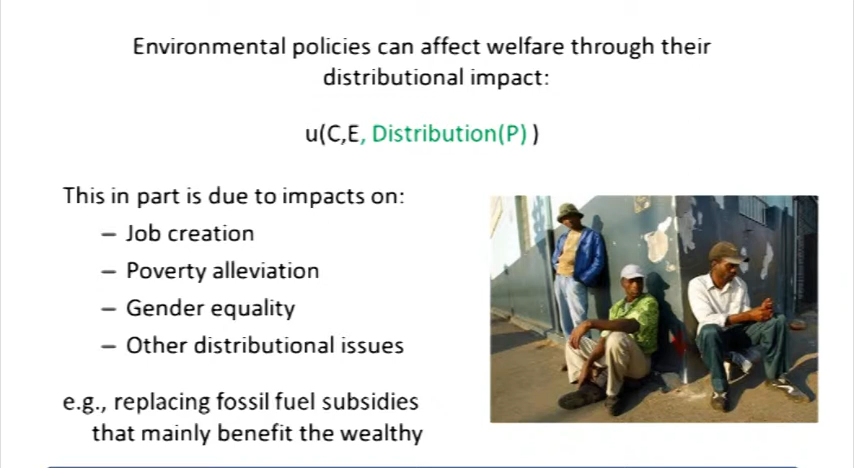 Environmental policies can affect welfare through their
distributional impact:
u(C,E, Distribution(P) )
This in part is due to impacts on:
– Job creation
– Poverty alleviation
– Gender equality
– Other distributional issues
e.g., replacing fossil fuel subsidies
that mainly benefit the wealthy